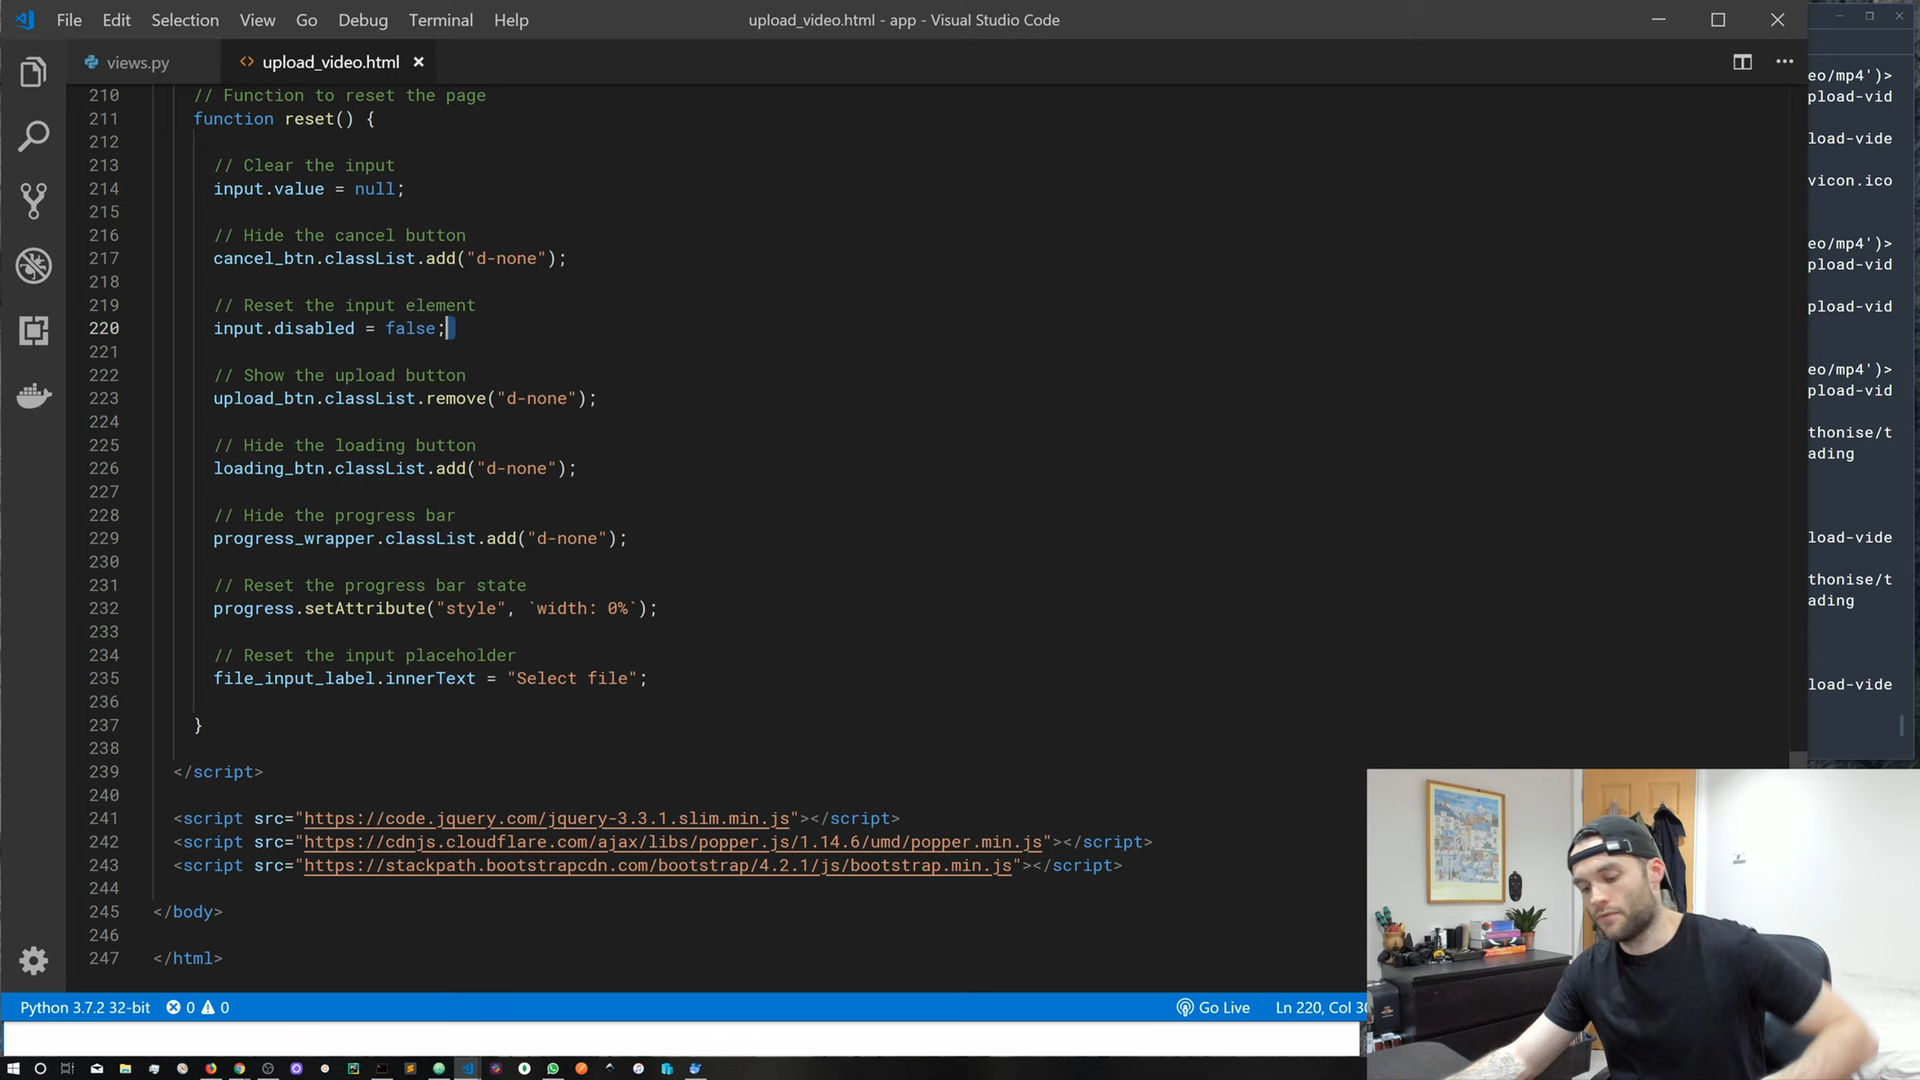 File Edit Selection View Go Debug Terminal Help
upload_video.html - app - Visual Studio Code
views.py
upload_video.html
210 // Function to reset the page
211 function reset() {
212
213 // Clear the input
214 input.value = null;
215
216 // Hide the cancel button
217 cancel_btn.classList.add("d-none");
218
219 // Reset the input element
220 input.disabled = false;
221
222 // Show the upload button
223 upload_btn.classList.remove("d-none");
224
225 // Hide the loading button
226 loading_btn.classList.add("d-none");
227
228 // Hide the progress bar
229 progress_wrapper.classList.add("d-none");
230
231 // Reset the progress bar state
232 progress.setAttribute("style", `width: 0%`);
233
234 // Reset the input placeholder
235 file_input_label.innerText = "Select file";
236
237 }
238
239 </script>
240
241 <script src="https://code.jquery.com/jquery-3.3.1.slim.min.js"></script>
242 <script src="https://cdnjs.cloudflare.com/ajax/libs/popper.js/1.14.6/umd/popper.min.js"></script>
243 <script src="https://stackpath.bootstrapcdn.com/bootstrap/4.2.1/js/bootstrap.min.js"></script>
244
245 </body>
246
247 </html>
eo/mp4')>
pload-vid
load-vide
vicon.ico
eo/mp4')>
pload-vid
pload-vid
eo/mp4')>
pload-vid
thonise/t
ading
load-vide
thonise/t
ading
load-vide
Python 3.7.2 32-bit 0 0
Go Live Ln 220, Col 30